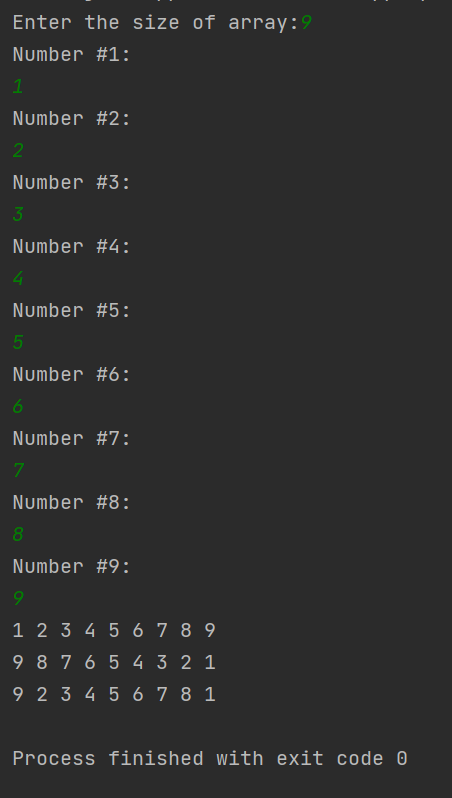 Enter the size of array:9
Number #1:
1
Number #2:
2
Number #3:
3
Number #4:
4
Number #5:
5
Number #6:
6
Number #7:
7
Number #8:
8
Number #9:
9
1 2 3 4 5 6 7 8 9
9 8 7 6 5 4 3 2 1
9 2 3 4 5 6 7 8 1
Process finished with exit code 0